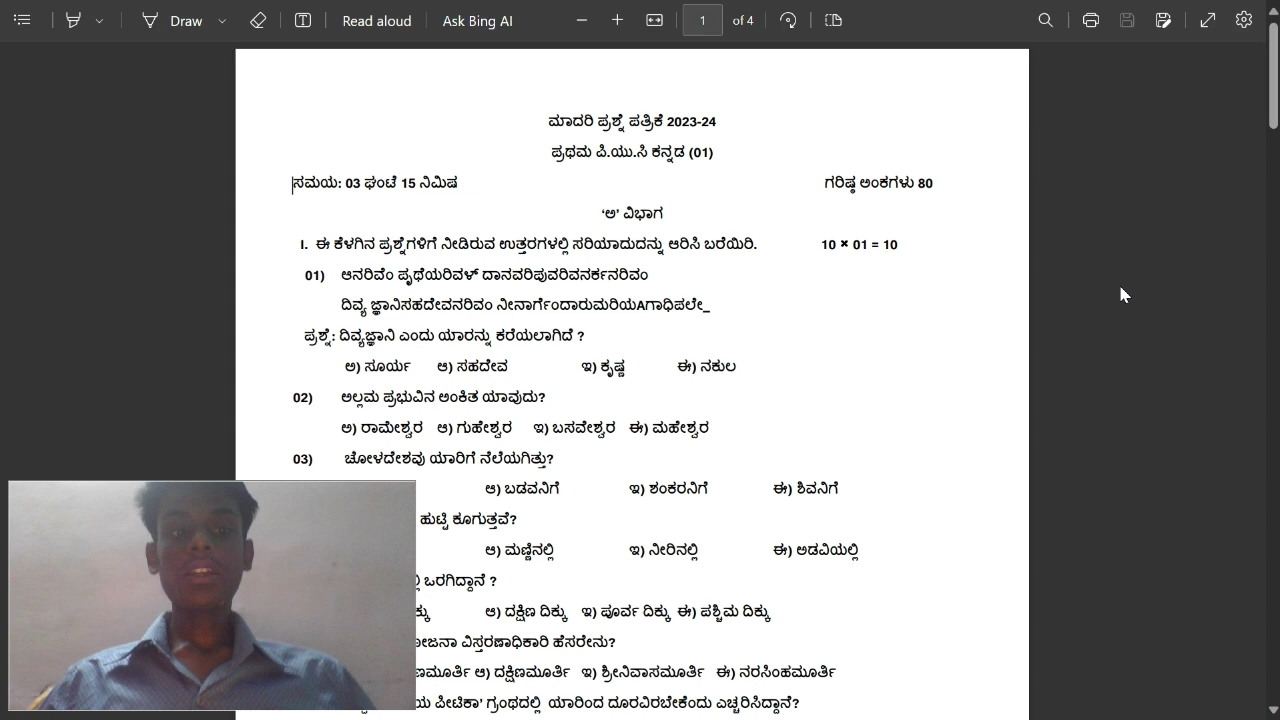 Draw
Read aloud
Ask Bing AI
1 of 4
ಮಾದರಿ ಪ್ರಶ್ನೆ ಪತ್ರಿಕೆ 2023-24
ಪ್ರಥಮ ಪಿ.ಯು.ಸಿ ಕನ್ನಡ (01)
ಸಮಯ: 03 ಘಂಟೆ 15 ನಿಮಿಷ ಗರಿಷ್ಠ ಅಂಕಗಳು 80
‘ಅ’ ವಿಭಾಗ
I. ಈ ಕೆಳಗಿನ ಪ್ರಶ್ನೆಗಳಿಗೆ ನೀಡಿರುವ ಉತ್ತರಗಳಲ್ಲಿ ಸರಿಯಾದುದನ್ನು ಆರಿಸಿ ಬರೆಯಿರಿ. 10 × 01 = 10
01) ಆನರಿವೆಂ ಪೃಥೆಯರಿವಳ್ ದಾನವರಿಪುವರಿವನರ್ಕನರಿವಂ
ದಿವ್ಯ ಜ್ಞಾನಿಸಹದೇವನರಿವಂ ನೀನಾರ್ಗೆಂದಾರುಮರಿಯAಗಾಧಿಪಲೇ_
ಪ್ರಶ್ನೆ: ದಿವ್ಯಜ್ಞಾನಿ ಎಂದು ಯಾರನ್ನು ಕರೆಯಲಾಗಿದೆ ?
ಅ) ಸೂರ್ಯ ಆ) ಸಹದೇವ ಇ) ಕೃಷ್ಣ ಈ) ನಕುಲ
02) ಅಲ್ಲಮ ಪ್ರಭುವಿನ ಅಂಕಿತ ಯಾವುದು?
ಅ) ರಾಮೇಶ್ವರ ಆ) ಗುಹೇಶ್ವರ ಇ) ಬಸವೇಶ್ವರ ಈ) ಮಹೇಶ್ವರ
03) ಚೋಳದೇಶವು ಯಾರಿಗೆ ನೆಲೆಯಗಿತ್ತು?
ಆ) ಬಡವನಿಗೆ ಇ) ಶಂಕರನಿಗೆ ಈ) ಶಿವನಿಗೆ
ಹುಟ್ಟಿ ಕೂಗುತ್ತವೆ?
ಆ) ಮಣ್ಣಿನಲ್ಲಿ ಇ) ನೀರಿನಲ್ಲಿ ಈ) ಅಡವಿಯಲ್ಲಿ
ಒರಗಿದ್ದಾನೆ ?
ಆ) ದಕ್ಷಿಣ ದಿಕ್ಕು ಇ) ಪೂರ್ವ ದಿಕ್ಕು ಈ) ಪಶ್ಚಿಮ ದಿಕ್ಕು
ವಿಸ್ತರಣಾಧಿಕಾರಿ ಹೆಸರೇನು?
ಆ) ದಕ್ಷಿಣಮೂರ್ತಿ ಇ) ಶ್ರೀನಿವಾಸಮೂರ್ತಿ ಈ) ನರಸಿಂಹಮೂರ್ತಿ
ಪೀಟಿಕಾ' ಗ್ರಂಥದಲ್ಲಿ ಯಾರಿಂದ ದೂರವಿರಬೇಕೆಂದು ಎಚ್ಚರಿಸಿದ್ದಾನೆ?